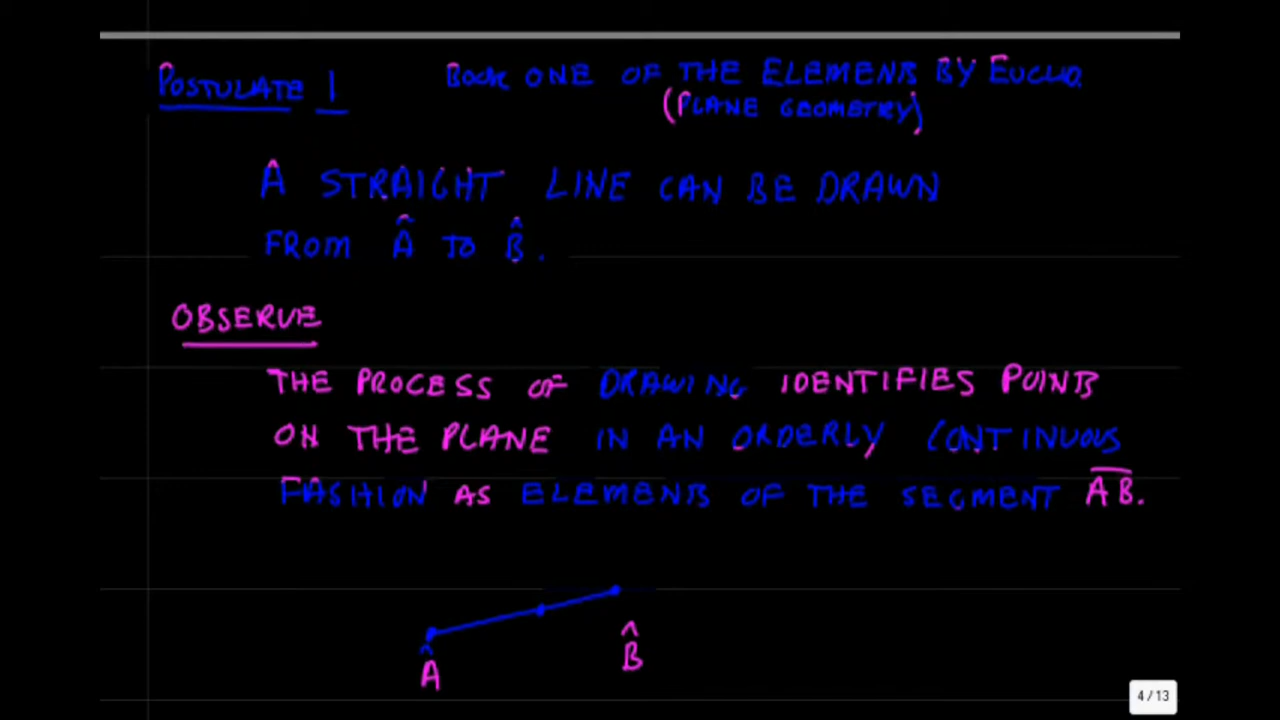 POSTULATE 1
BOOK ONE OF THE ELEMENTS BY EUCLID
(PLANE GEOMETRY)
A STRAIGHT LINE CAN BE DRAWN
FROM Â TO B̂.
OBSERVE
THE PROCESS OF DRAWING IDENTIFIES POINTS
ON THE PLANE IN AN ORDERLY CONTINUOUS
FASHION AS ELEMENTS OF THE SEGMENT A̅B̅.
Â
B̂
4/13